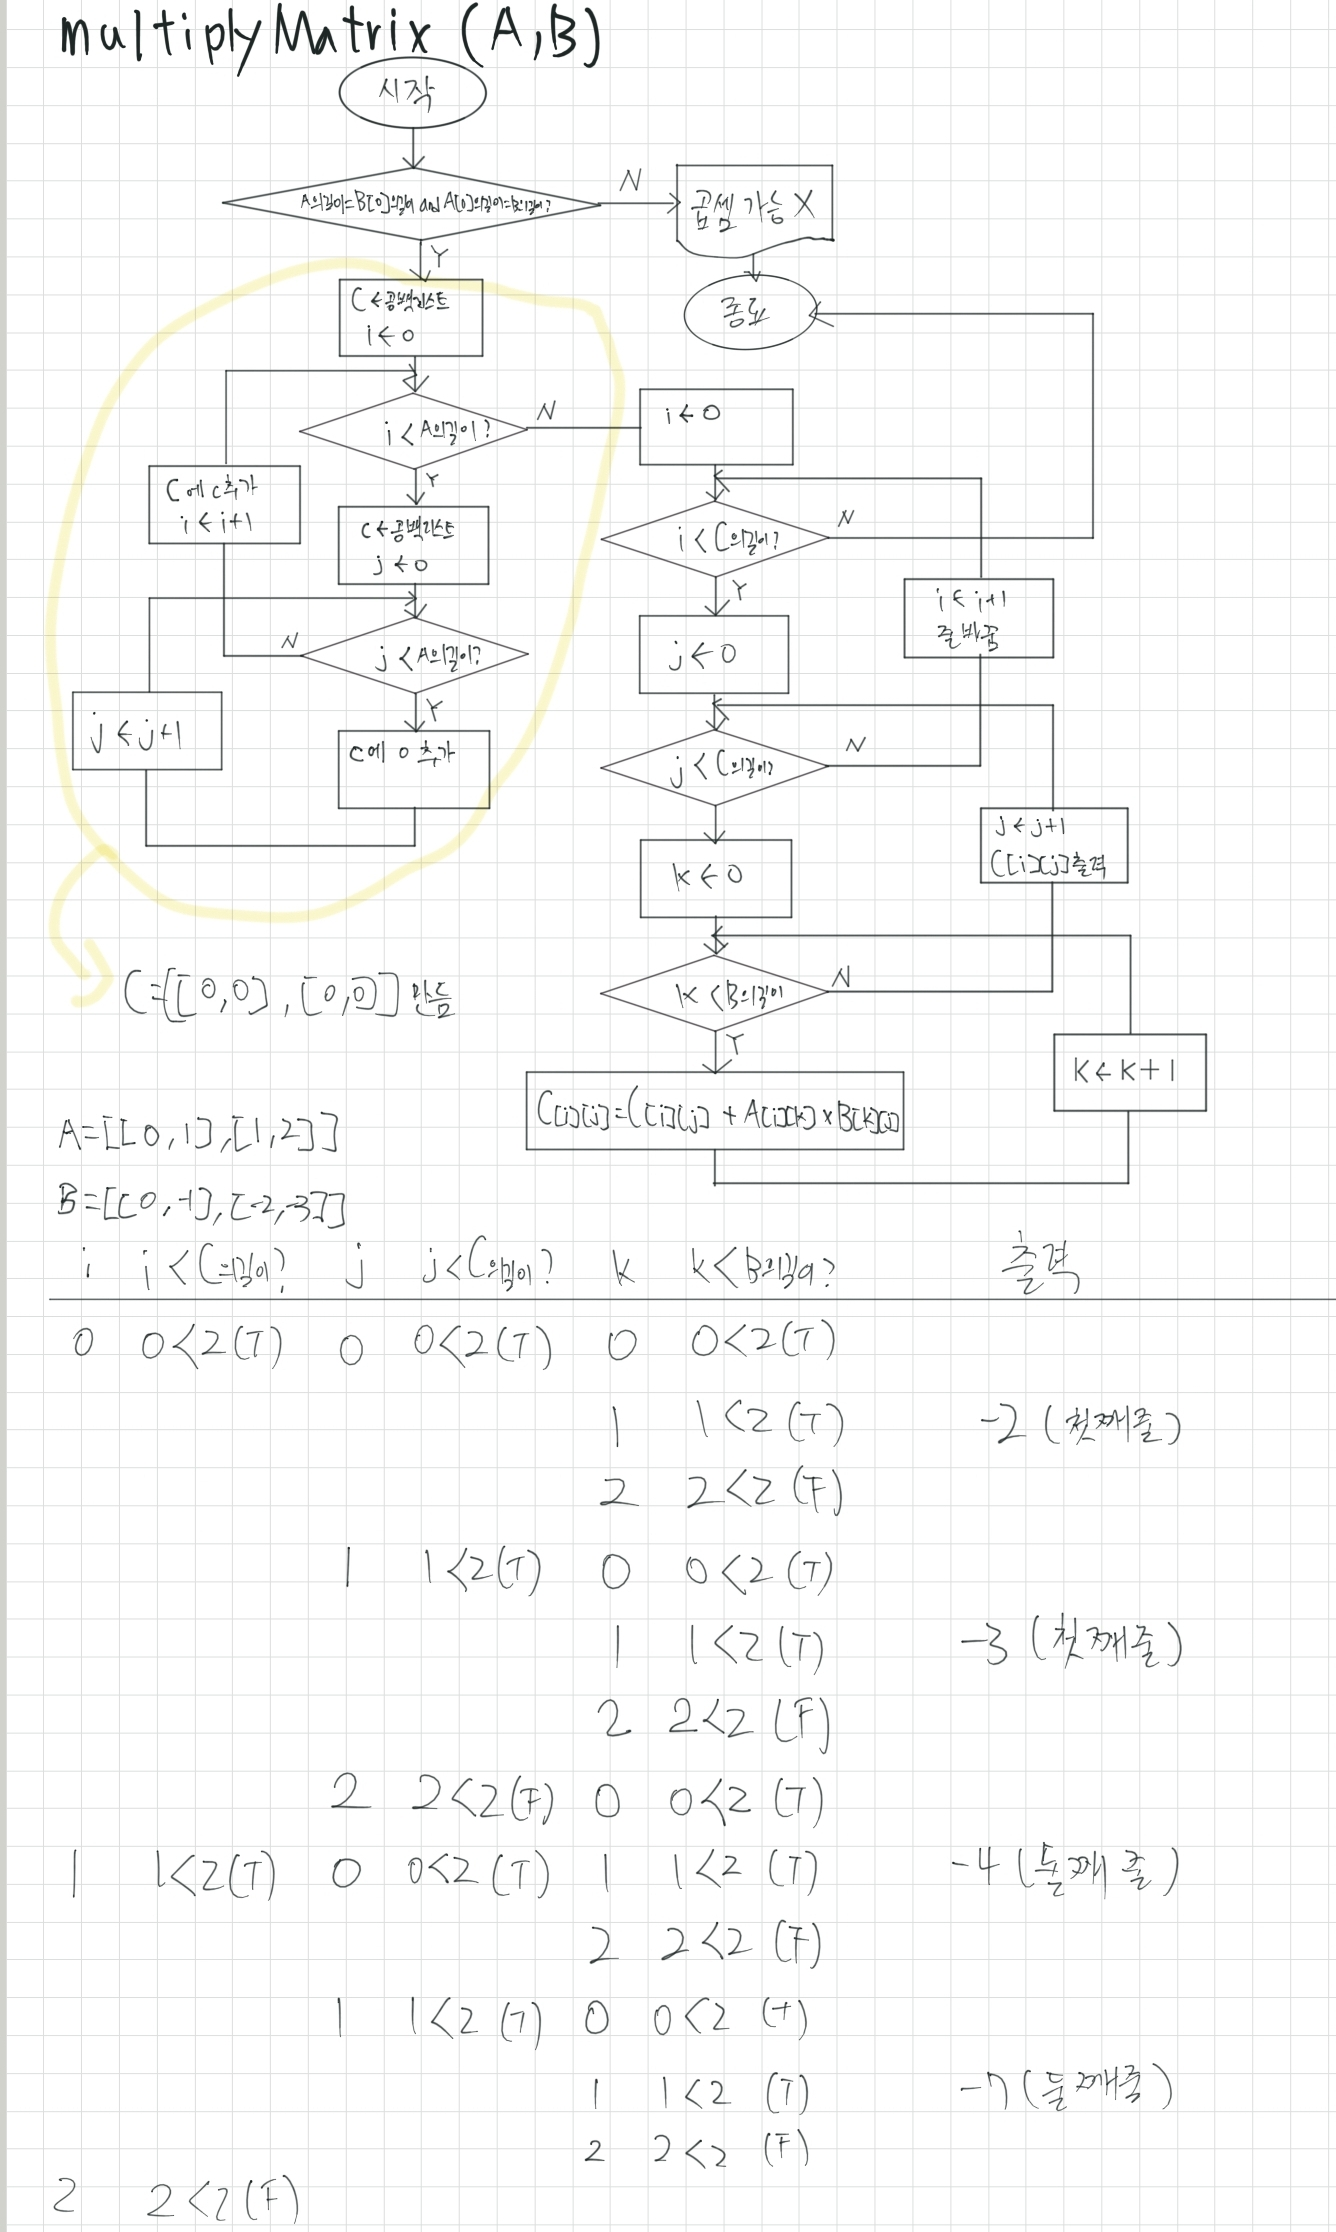 multiplyMatrix (A,B)
시작
A의길이=B[0]의길이 and A[0]의길이=B의길이?
N
곱셈 가능 X
Y
종료
C←공백리스트
i←0
i<A의길이?
N
Y
C에 c추가
i←i+1
c←공백리스트
j←0
j<A의길이?
N
Y
j←j+1
c에 0 추가
i←0
i<C의길이?
N
Y
i←i+1
줄바꿈
j←0
j<C의길이?
N
j←j+1
C[i][j]출력
k←0
k<B의길이
N
Y
k←k+1
C[i][j]=C[i][j] + A[i][k]×B[k][j]
C=[[0,0],[0,0]] 만듦
A=[[0,1],[1,2]]
B=[[0,-1],[-2,-3]]
i i<C의길이? j j<C의길이? k k<B의길이? 출력
0 0<2(T) 0 0<2(T) 0 0<2(T)
1 1<2(T) -2 (첫째줄)
2 2<2(F)
1 1<2(T) 0 0<2(T)
1 1<2(T) -3 (첫째줄)
2 2<2(F)
2 2<2(F) 0 0<2(T)
1 1<2(T) 0 0<2(T) 1 1<2(T) -4 (둘째 줄)
2 2<2(F)
1 1<2(T) 0 0<2(T)
1 1<2(T) -7 (둘째줄)
2 2<2(F)
2 2<2(F)